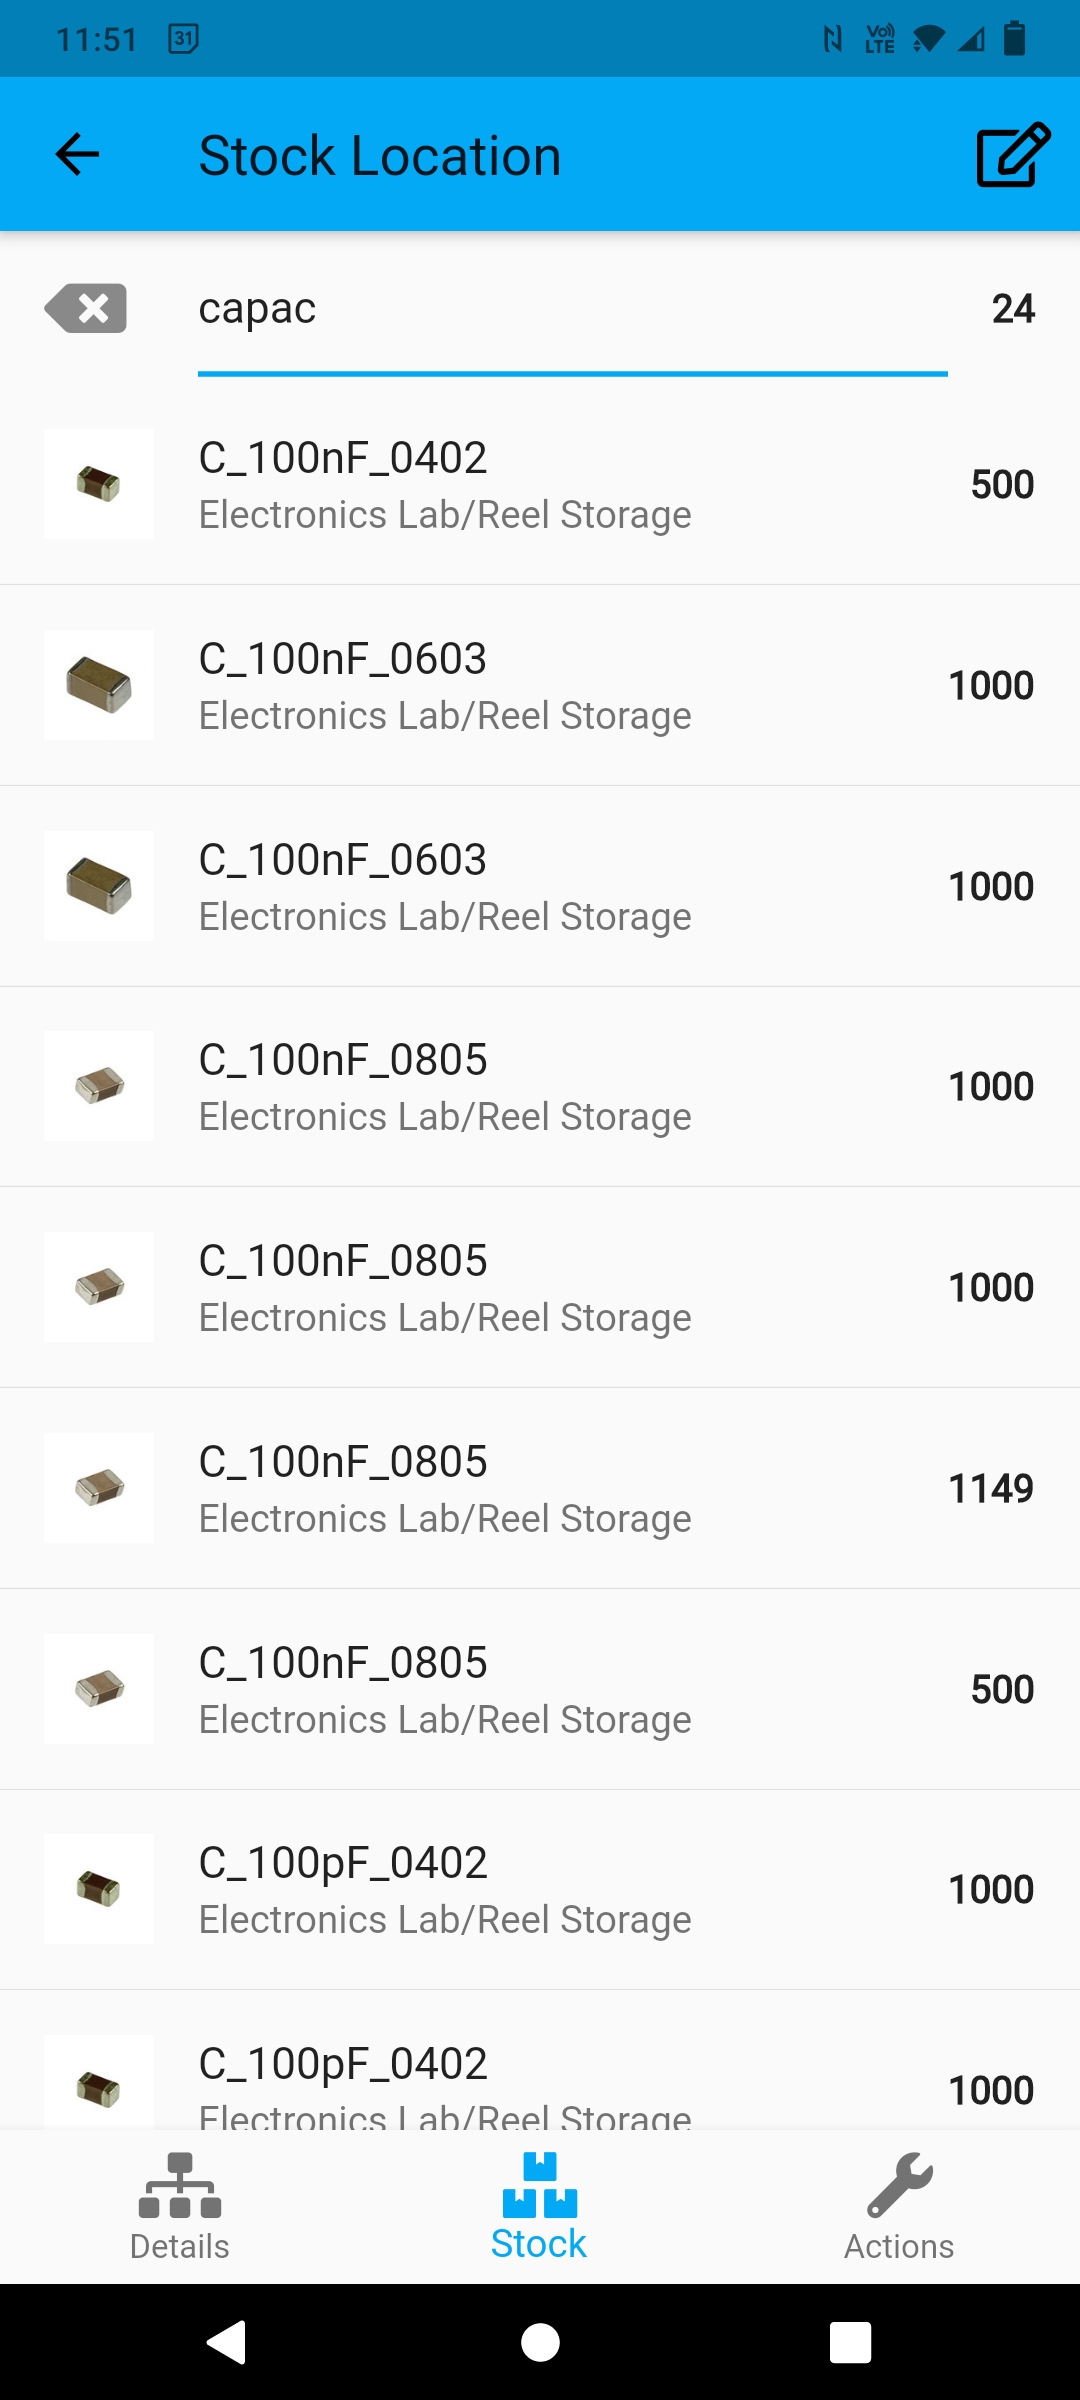 11:51 31 Vo)) LTE
Stock Location
capac 24
C_100nF_0402
Electronics Lab/Reel Storage
500
C_100nF_0603
Electronics Lab/Reel Storage
1000
C_100nF_0603
Electronics Lab/Reel Storage
1000
C_100nF_0805
Electronics Lab/Reel Storage
1000
C_100nF_0805
Electronics Lab/Reel Storage
1000
C_100nF_0805
Electronics Lab/Reel Storage
1149
C_100nF_0805
Electronics Lab/Reel Storage
500
C_100pF_0402
Electronics Lab/Reel Storage
1000
C_100pF_0402
Electronics Lab/Reel Storage
1000
Details Stock Actions